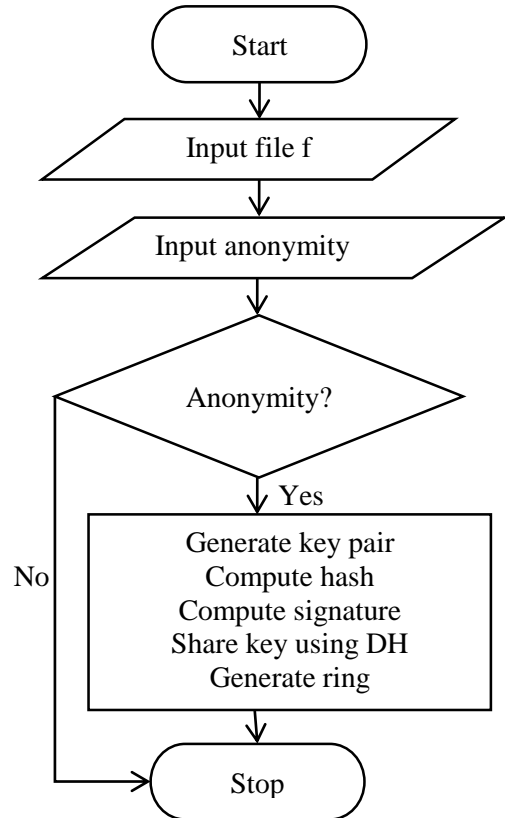 Start
Input file f
Input anonymity
Anonymity?
Yes
No
Generate key pair
Compute hash
Compute signature
Share key using DH
Generate ring
Stop